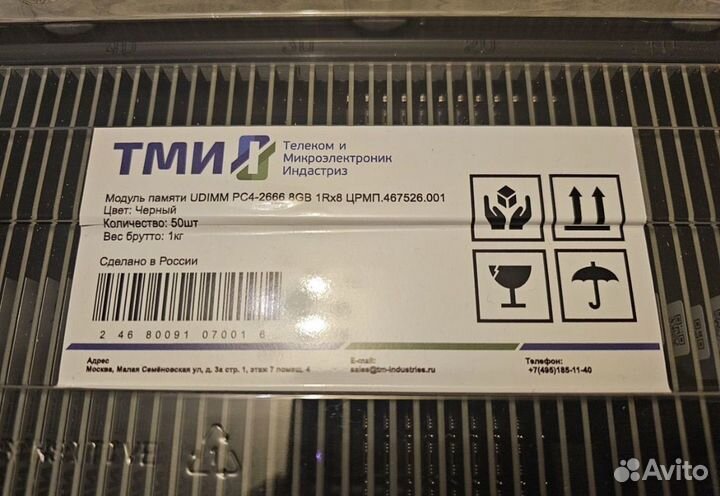 ТМИ
Телеком и
Микроэлектроник
Индастриз
Модуль памяти UDIMM PC4-2666 8GB 1Rx8 ЦРМП.467526.001
Цвет: Черный
Количество: 50шт
Вес брутто: 1кг
Сделано в России
2 46 80091 07001 6
Адрес
Москва, Малая Семёновская ул, д. 3а стр. 1, этаж 7 помещ. 4
E-mail:
sales@tm-industries.ru
Телефон:
+7(495)185-11-40
Avito